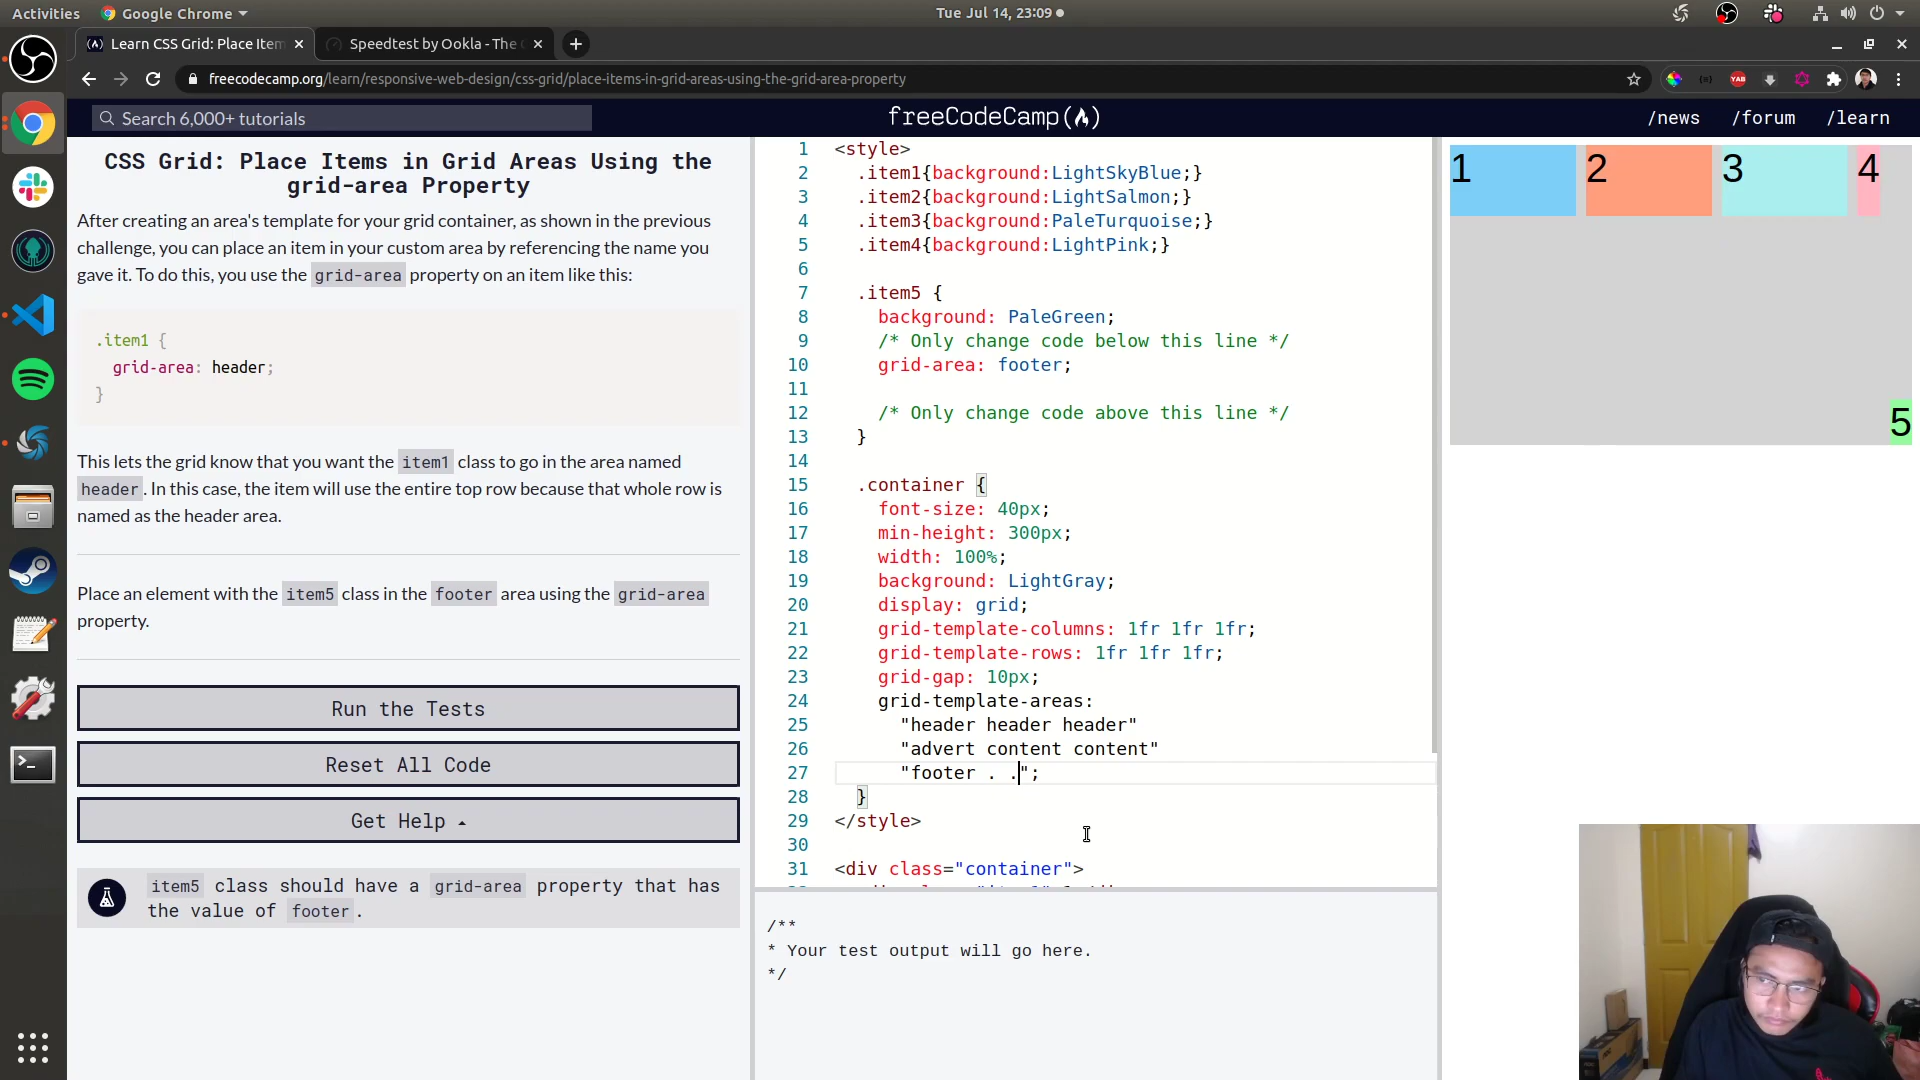 Activities
Google Chrome
Tue Jul 14, 23:09
Learn CSS Grid: Place Item
Speedtest by Ookla - The
freecodecamp.org/learn/responsive-web-design/css-grid/place-items-in-grid-areas-using-the-grid-area-property
YAB
Search 6,000+ tutorials
freeCodeCamp
/news
/forum
/learn
CSS Grid: Place Items in Grid Areas Using the
grid-area Property
After creating an area's template for your grid container, as shown in the previous
challenge, you can place an item in your custom area by referencing the name you
gave it. To do this, you use the grid-area property on an item like this:
.item1 {
grid-area: header;
}
This lets the grid know that you want the item1 class to go in the area named
header. In this case, the item will use the entire top row because that whole row is
named as the header area.
Place an element with the item5 class in the footer area using the grid-area
property.
Run the Tests
Reset All Code
Get Help
item5 class should have a grid-area property that has
the value of footer.
1 <style>
2 .item1{background:LightSkyBlue;}
3 .item2{background:LightSalmon;}
4 .item3{background:PaleTurquoise;}
5 .item4{background:LightPink;}
6
7 .item5 {
8 background: PaleGreen;
9 /* Only change code below this line */
10 grid-area: footer;
11
12 /* Only change code above this line */
13 }
14
15 .container {
16 font-size: 40px;
17 min-height: 300px;
18 width: 100%;
19 background: LightGray;
20 display: grid;
21 grid-template-columns: 1fr 1fr 1fr;
22 grid-template-rows: 1fr 1fr 1fr;
23 grid-gap: 10px;
24 grid-template-areas:
25 "header header header"
26 "advert content content"
27 "footer . .";
28 }
29 </style>
30
31 <div class="container">
/**
* Your test output will go here.
*/
1
2
3
4
5